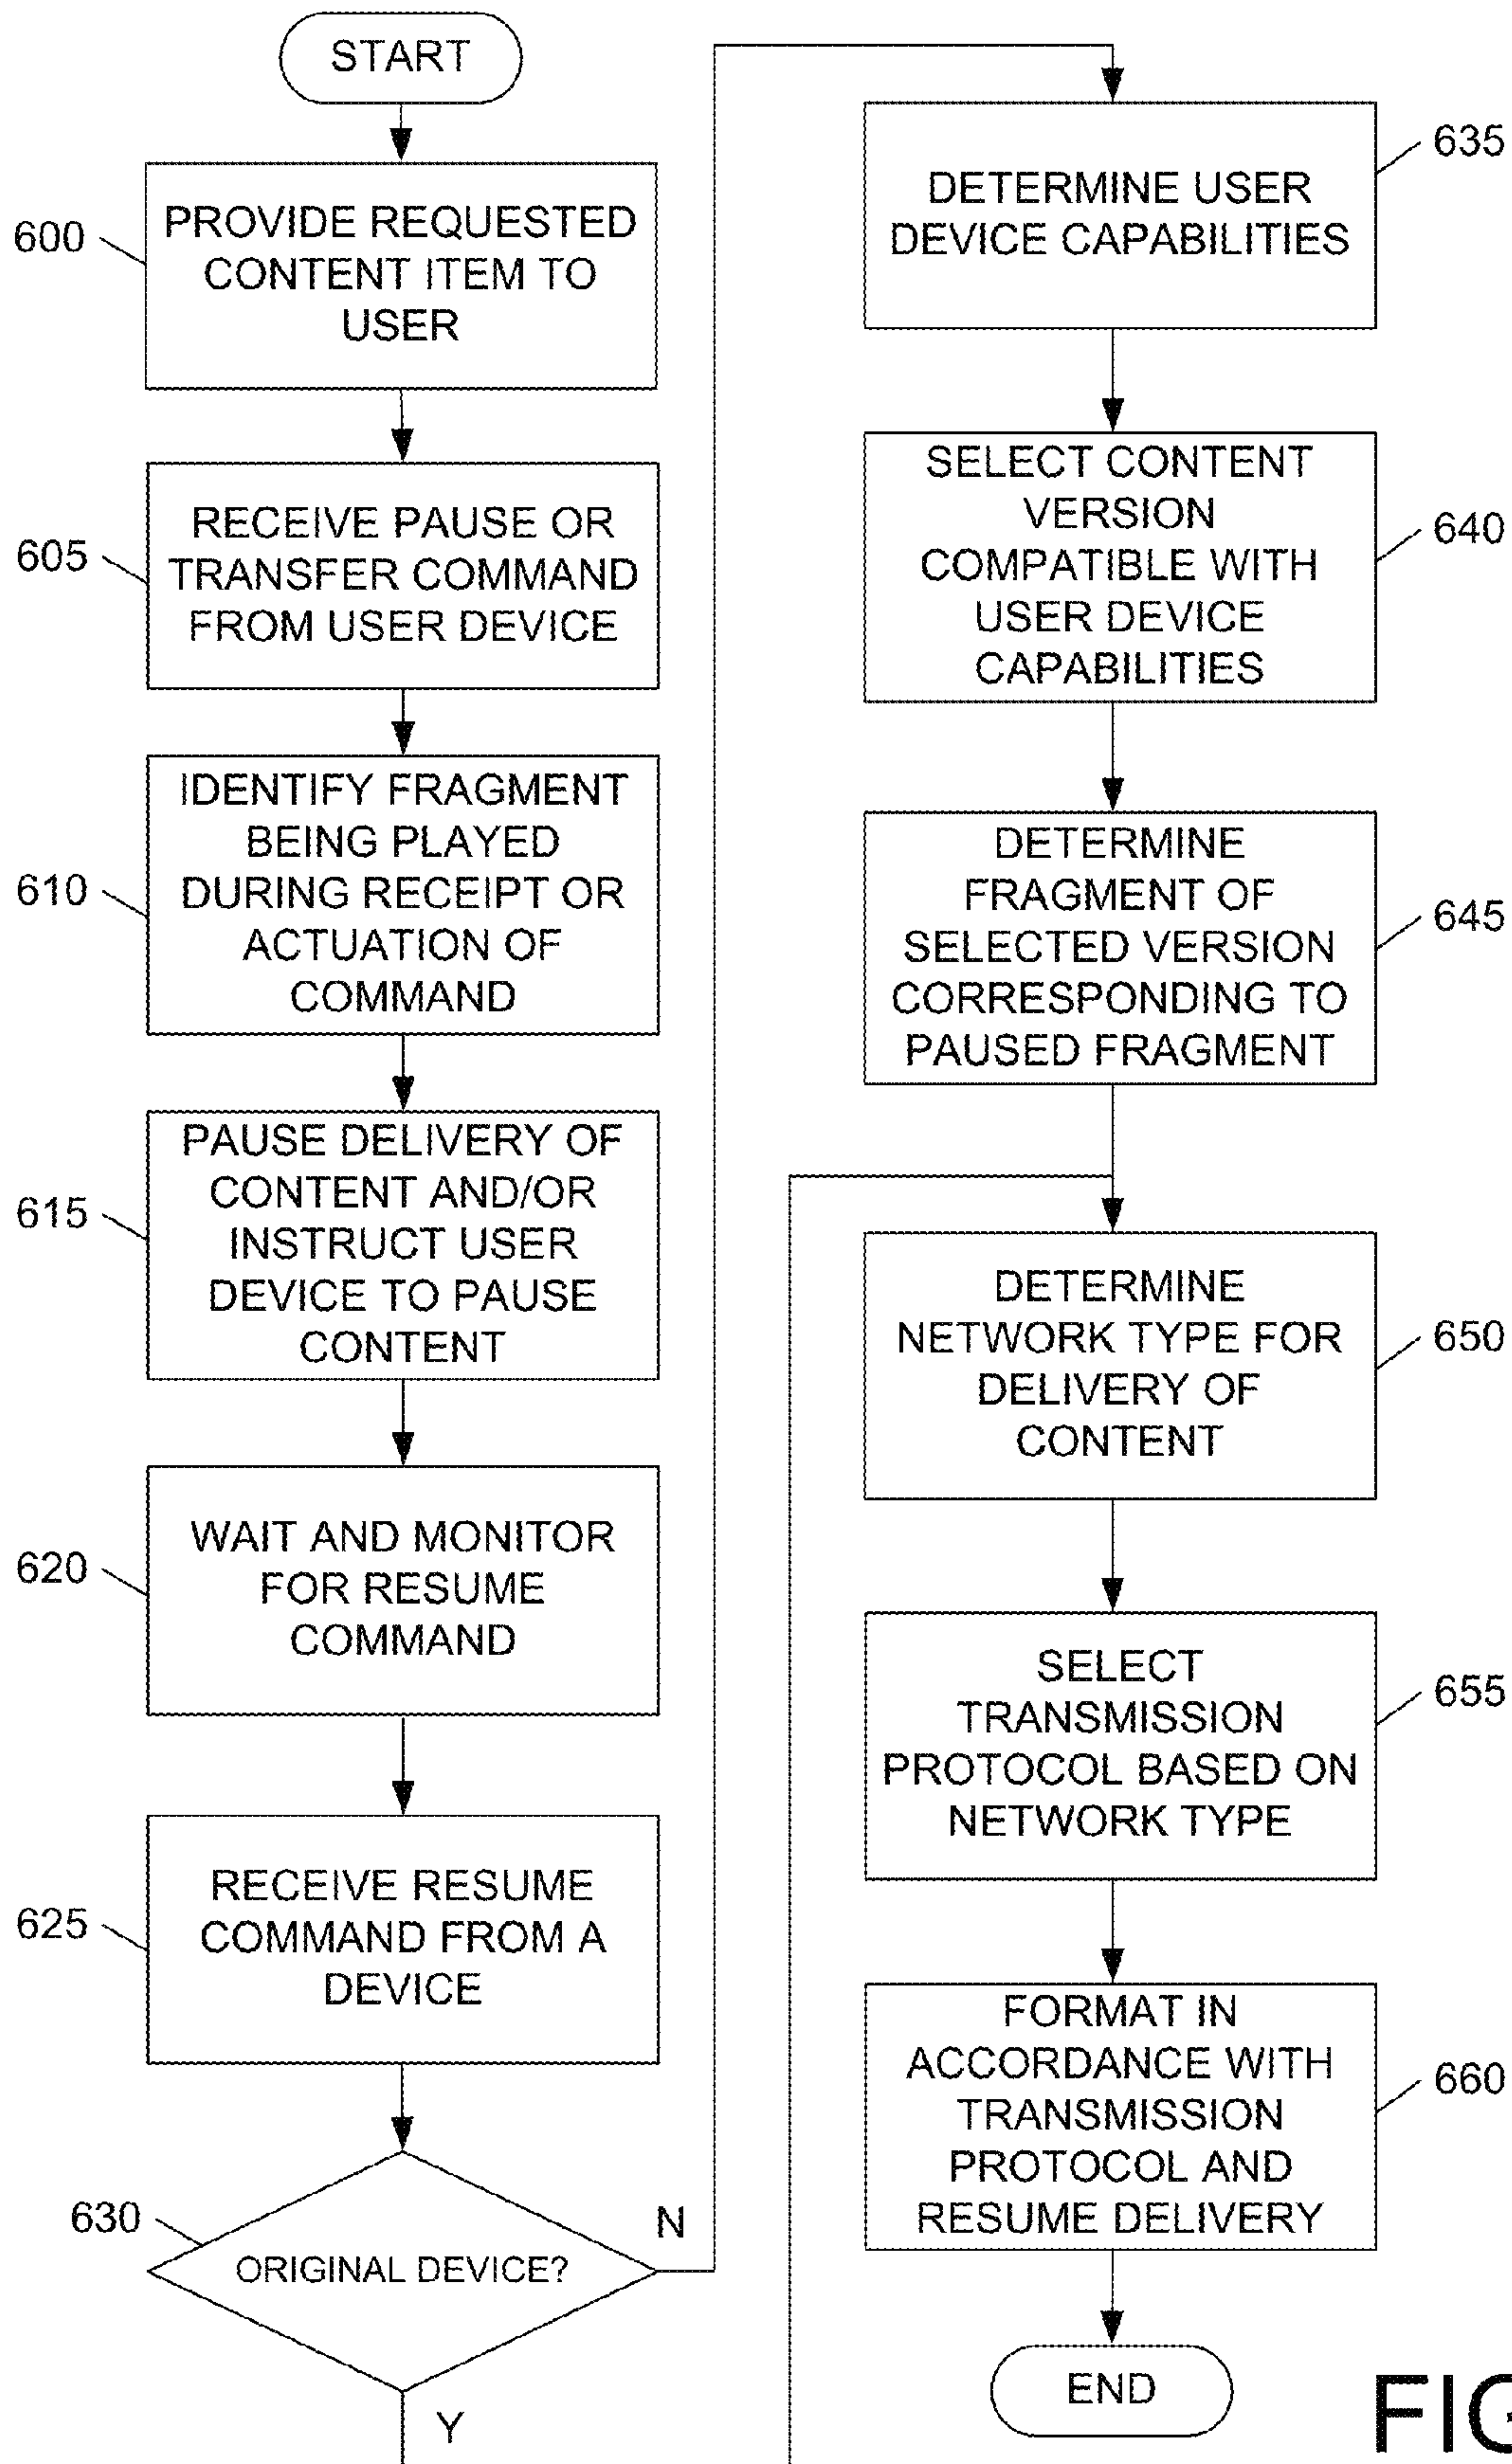 START
600
PROVIDE REQUESTED
CONTENT ITEM TO
USER
605
RECEIVE PAUSE OR
TRANSFER COMMAND
FROM USER DEVICE
610
IDENTIFY FRAGMENT
BEING PLAYED
DURING RECEIPT OR
ACTUATION OF
COMMAND
615
PAUSE DELIVERY OF
CONTENT AND/OR
INSTRUCT USER
DEVICE TO PAUSE
CONTENT
620
WAIT AND MONITOR
FOR RESUME
COMMAND
625
RECEIVE RESUME
COMMAND FROM A
DEVICE
630
ORIGINAL DEVICE?
N
Y
635
DETERMINE USER
DEVICE CAPABILITIES
640
SELECT CONTENT
VERSION
COMPATIBLE WITH
USER DEVICE
CAPABILITIES
645
DETERMINE
FRAGMENT OF
SELECTED VERSION
CORRESPONDING TO
PAUSED FRAGMENT
650
DETERMINE
NETWORK TYPE FOR
DELIVERY OF
CONTENT
655
SELECT
TRANSMISSION
PROTOCOL BASED ON
NETWORK TYPE
660
FORMAT IN
ACCORDANCE WITH
TRANSMISSION
PROTOCOL AND
RESUME DELIVERY
END
FIG